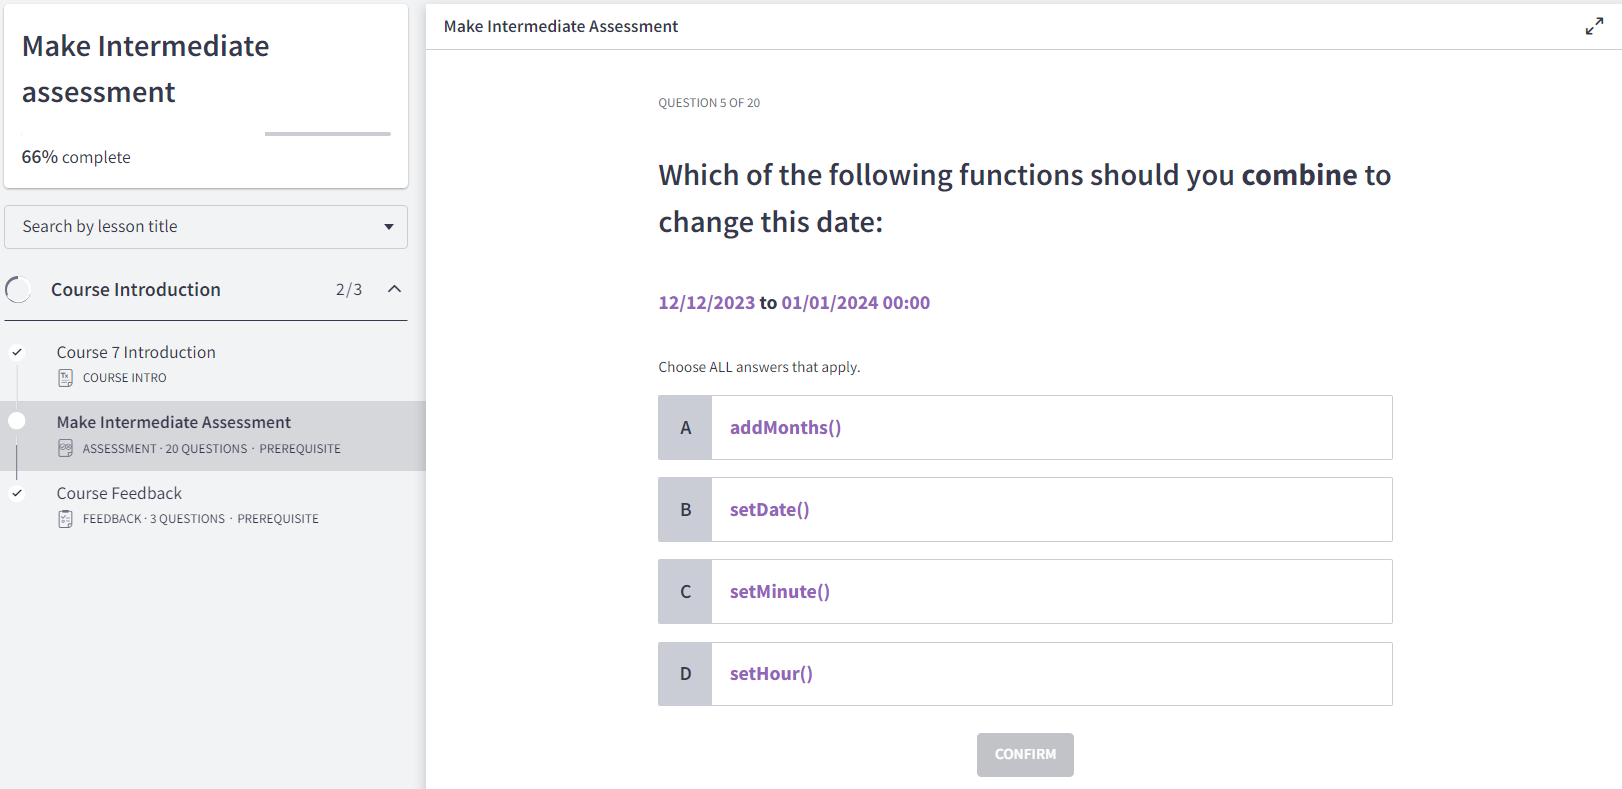 Make Intermediate
assessment
66% complete
Search by lesson title
Course Introduction 2/3
Course 7 Introduction
COURSE INTRO
Make Intermediate Assessment
ASSESSMENT · 20 QUESTIONS · PREREQUISITE
Course Feedback
FEEDBACK · 3 QUESTIONS · PREREQUISITE
Make Intermediate Assessment
QUESTION 5 OF 20
Which of the following functions should you combine to
change this date:
12/12/2023 to 01/01/2024 00:00
Choose ALL answers that apply.
A addMonths()
B setDate()
C setMinute()
D setHour()
CONFIRM